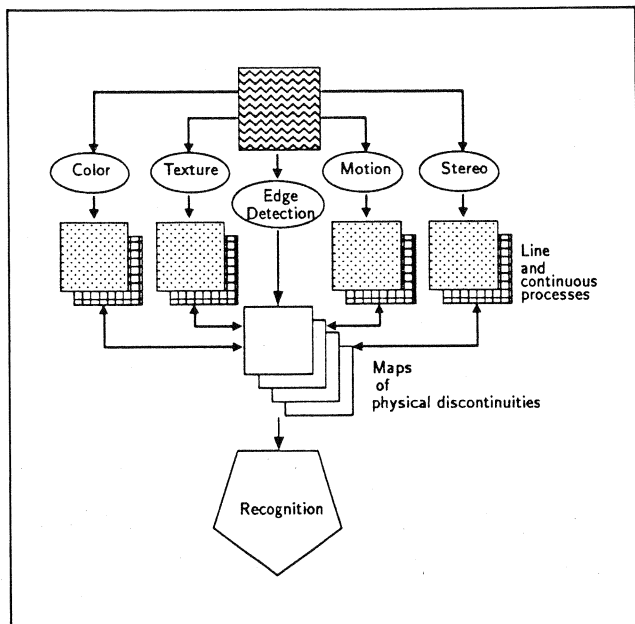 Color
Texture
Edge
Detection
Motion
Stereo
Line
and
continuous
processes
Maps
of
physical discontinuities
Recognition